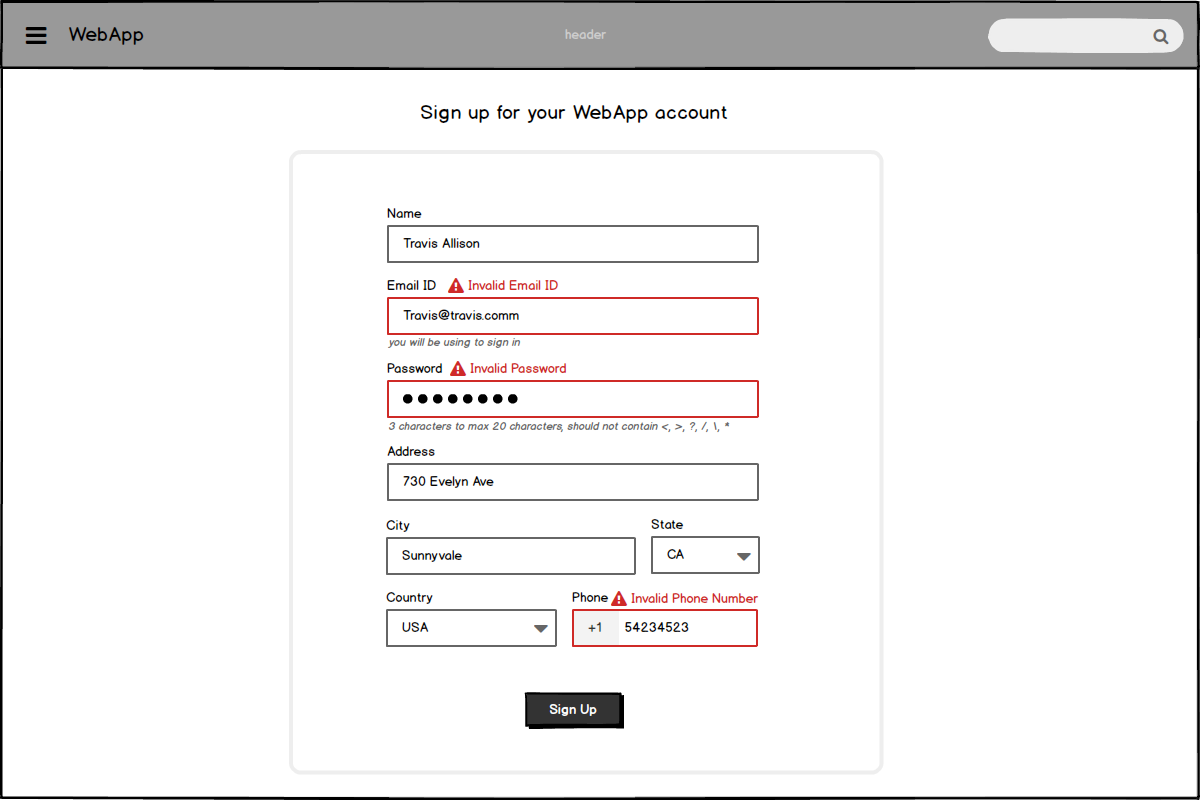 WebApp
header
Sign up for your WebApp account
Name
Travis Allison
Email ID Invalid Email ID
Travis@travis.comm
you will be using to sign in
Password Invalid Password
3 characters to max 20 characters, should not contain <, >, ?, /, \, *
Address
730 Evelyn Ave
City State
Sunnyvale CA
Country Phone Invalid Phone Number
USA +1 54234523
Sign Up